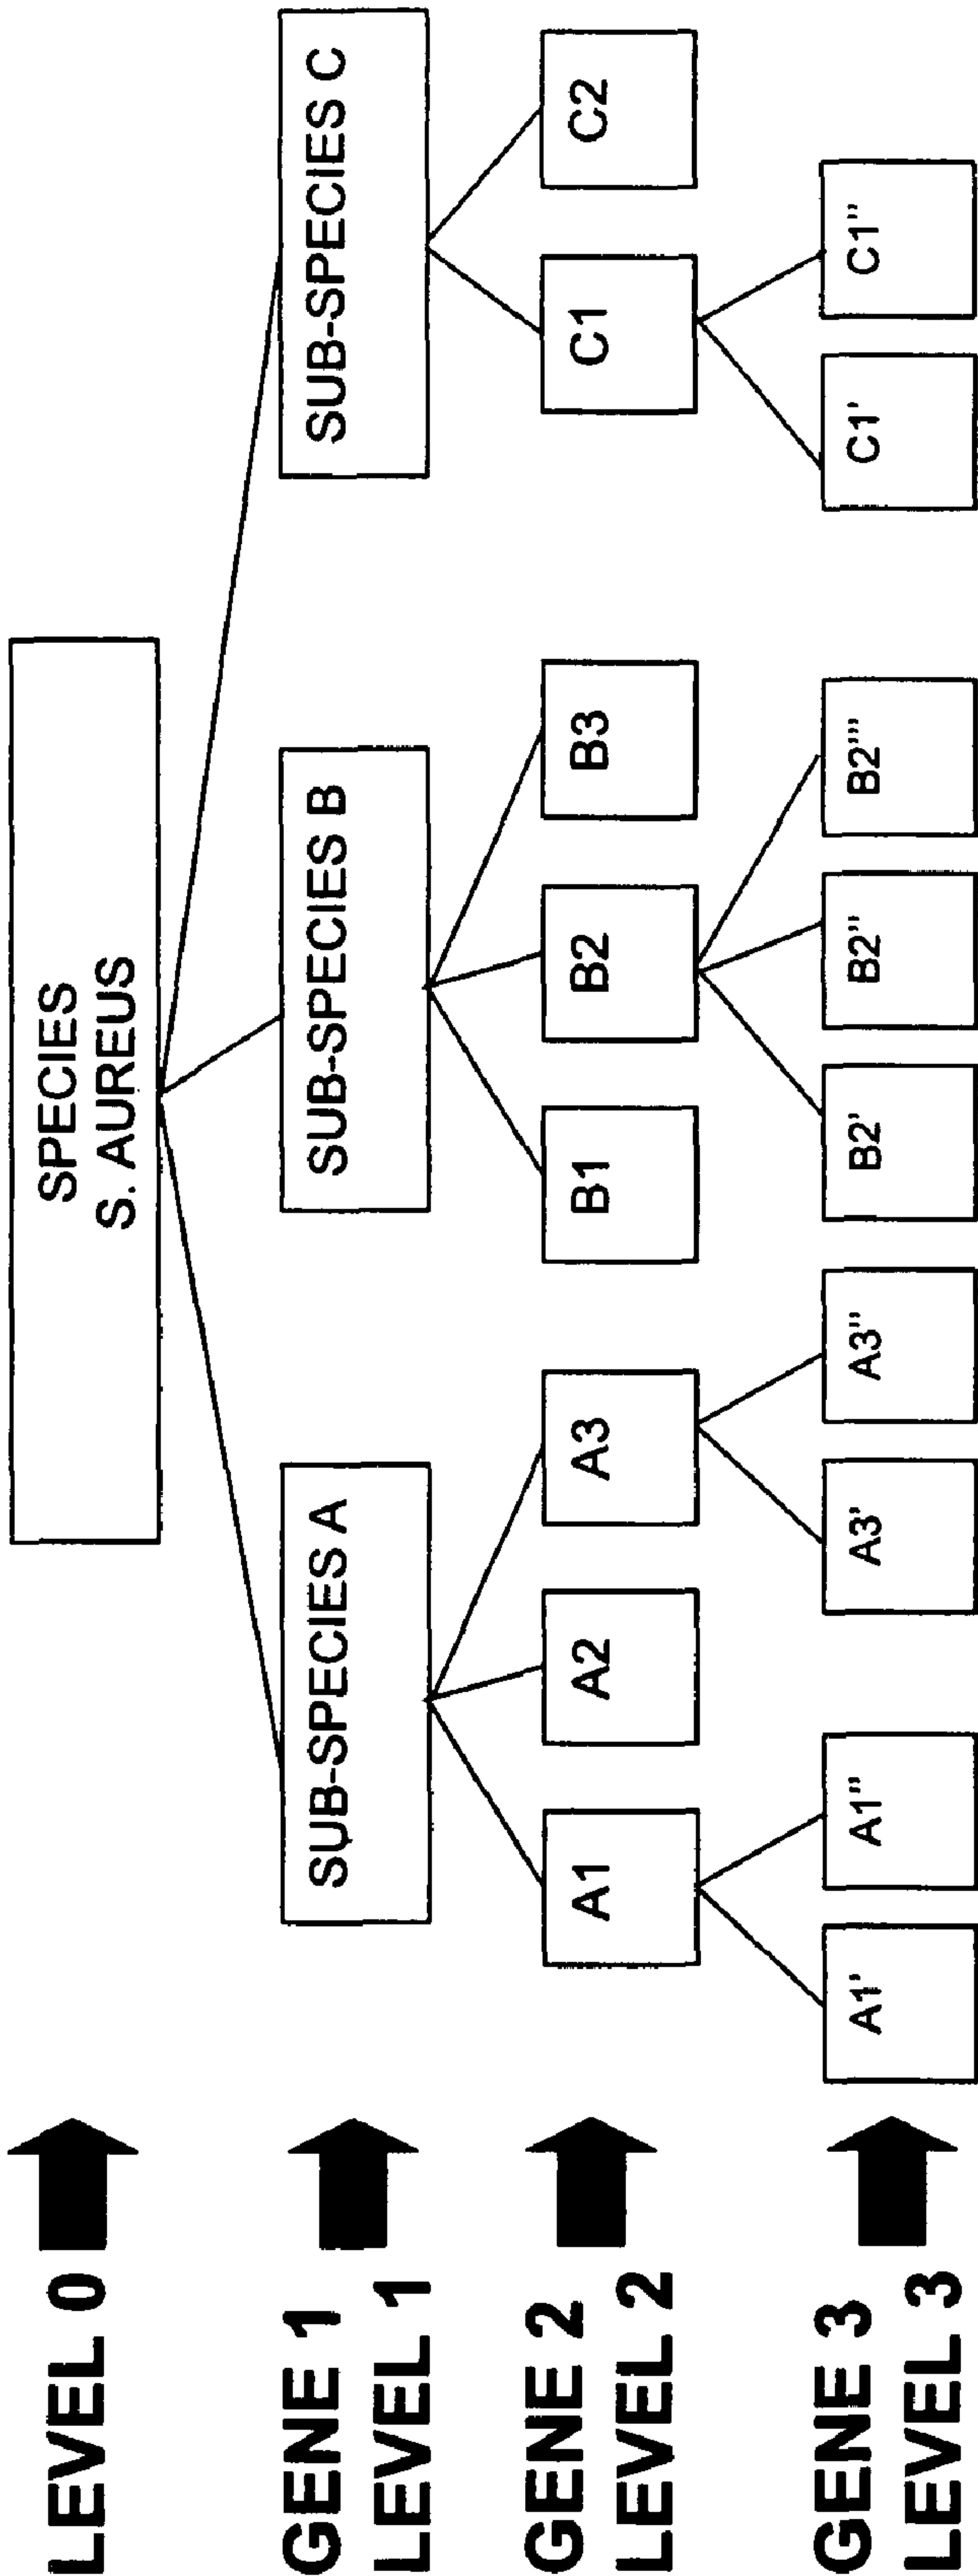 LEVEL 0
SPECIES
S. AUREUS
GENE 1
LEVEL 1
SUB-SPECIES A
SUB-SPECIES B
SUB-SPECIES C
GENE 2
LEVEL 2
A1
A2
A3
B1
B2
B3
C1
C2
GENE 3
LEVEL 3
A1'
A1''
A3'
A3''
B2'
B2''
B2'''
C1'
C1''